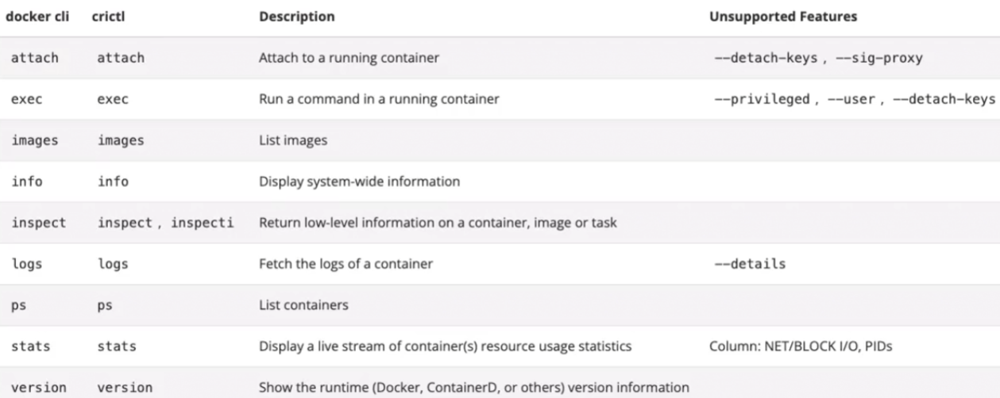 docker cli crictl Description Unsupported Features
attach attach Attach to a running container --detach-keys , --sig-proxy
exec exec Run a command in a running container --privileged , --user , --detach-keys
images images List images
info info Display system-wide information
inspect inspect , inspecti Return low-level information on a container, image or task
logs logs Fetch the logs of a container --details
ps ps List containers
stats stats Display a live stream of container(s) resource usage statistics Column: NET/BLOCK I/O, PIDs
version version Show the runtime (Docker, ContainerD, or others) version information